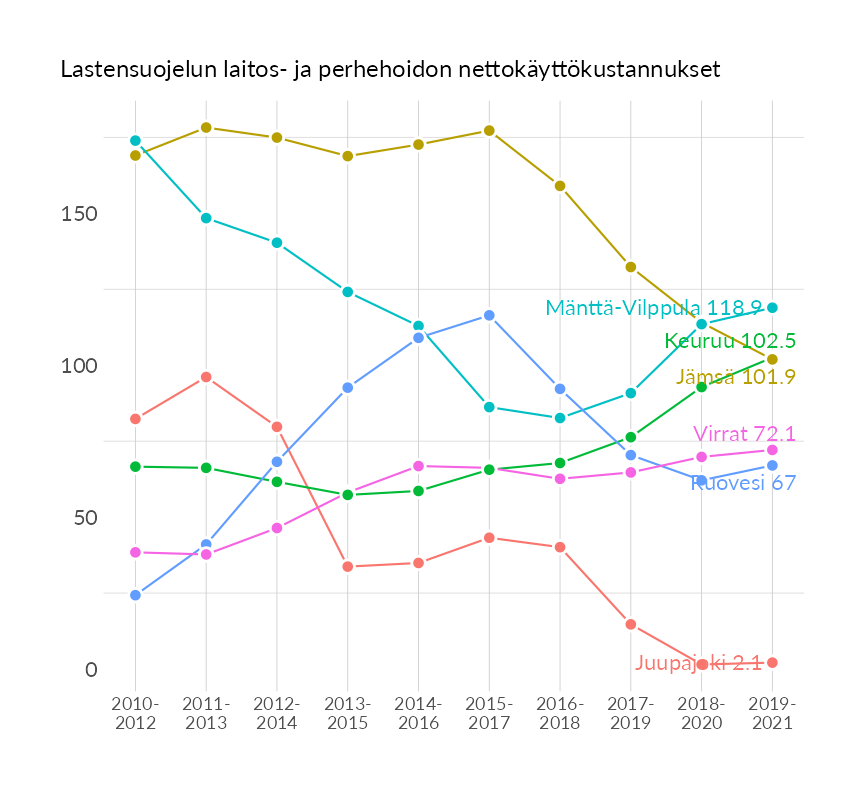 Lastensuojelun laitos- ja perhehoidon nettokäyttökustannukset
150
Mänttä-Vilppula 118.9
Keuruu 102.5
100
Jämsä 101.9
Virrat 72.1
Ruovesi 67
50
Juupajoki 2.1
0
2010- 2011- 2012- 2013- 2014- 2015- 2016- 2017- 2018- 2019-
2012 2013 2014 2015 2016 2017 2018 2019 2020 2021